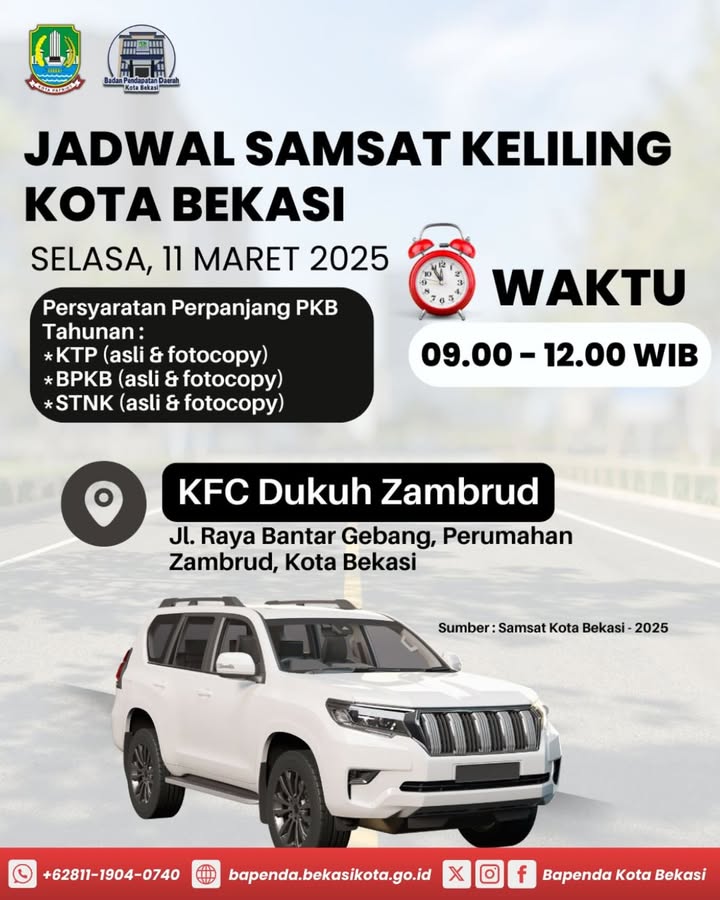 KOTA PATRIOT
Badan Pendapatan Daerah
Kota Bekasi
JADWAL SAMSAT KELILING
KOTA BEKASI
SELASA, 11 MARET 2025
WAKTU
09.00 - 12.00 WIB
Persyaratan Perpanjang PKB
Tahunan :
*KTP (asli & fotocopy)
*BPKB (asli & fotocopy)
*STNK (asli & fotocopy)
KFC Dukuh Zambrud
Jl. Raya Bantar Gebang, Perumahan
Zambrud, Kota Bekasi
Sumber : Samsat Kota Bekasi - 2025
+62811-1904-0740 bapenda.bekasikota.go.id Bapenda Kota Bekasi